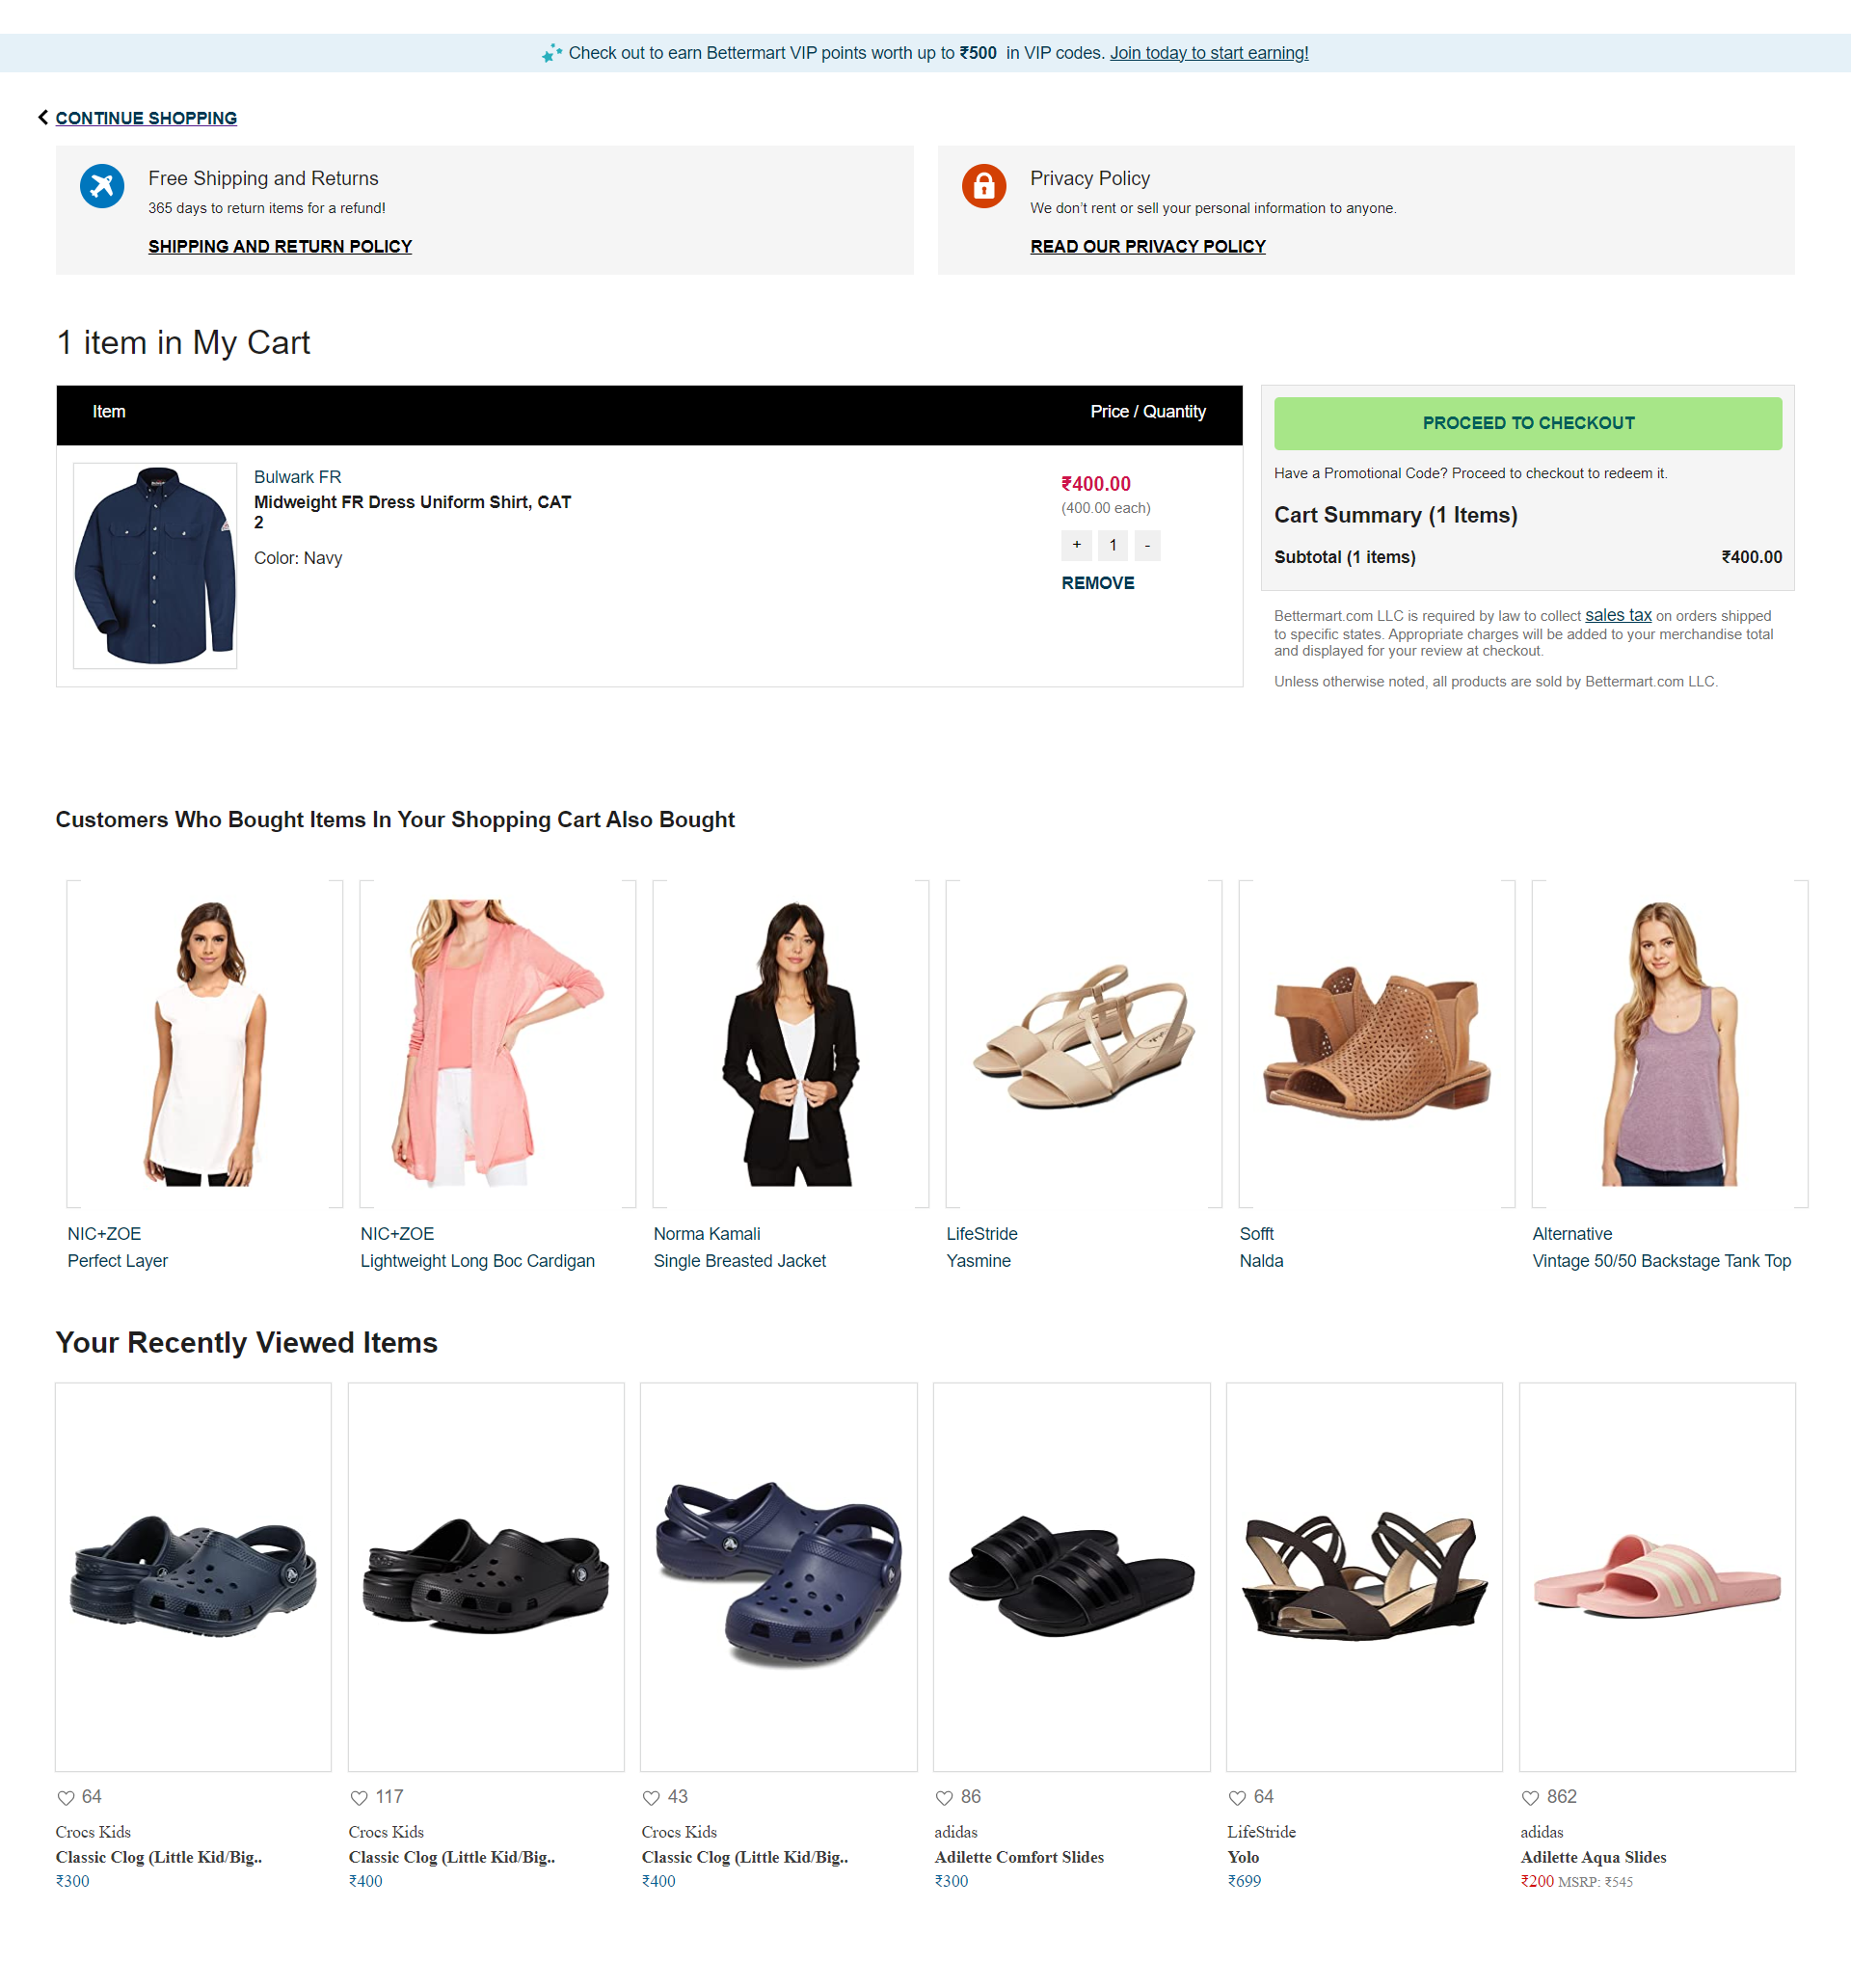 Check out to earn Bettermart VIP points worth up to ₹500 in VIP codes. Join today to start earning!
CONTINUE SHOPPING
Free Shipping and Returns
365 days to return items for a refund!
SHIPPING AND RETURN POLICY
Privacy Policy
We don't rent or sell your personal information to anyone.
READ OUR PRIVACY POLICY
1 item in My Cart
Item
Price / Quantity
Bulwark FR
Midweight FR Dress Uniform Shirt, CAT
2
Color: Navy
₹400.00
(400.00 each)
+ 1 -
REMOVE
PROCEED TO CHECKOUT
Have a Promotional Code? Proceed to checkout to redeem it.
Cart Summary (1 Items)
Subtotal (1 items) ₹400.00
Bettermart.com LLC is required by law to collect sales tax on orders shipped
to specific states. Appropriate charges will be added to your merchandise total
and displayed for your review at checkout.
Unless otherwise noted, all products are sold by Bettermart.com LLC.
Customers Who Bought Items In Your Shopping Cart Also Bought
NIC+ZOE
Perfect Layer
NIC+ZOE
Lightweight Long Boc Cardigan
Norma Kamali
Single Breasted Jacket
LifeStride
Yasmine
Sofft
Nalda
Alternative
Vintage 50/50 Backstage Tank Top
Your Recently Viewed Items
64
Crocs Kids
Classic Clog (Little Kid/Big..
₹300
117
Crocs Kids
Classic Clog (Little Kid/Big..
₹400
43
Crocs Kids
Classic Clog (Little Kid/Big..
₹400
86
adidas
Adilette Comfort Slides
₹300
64
LifeStride
Yolo
₹699
862
adidas
Adilette Aqua Slides
₹200 MSRP: ₹545